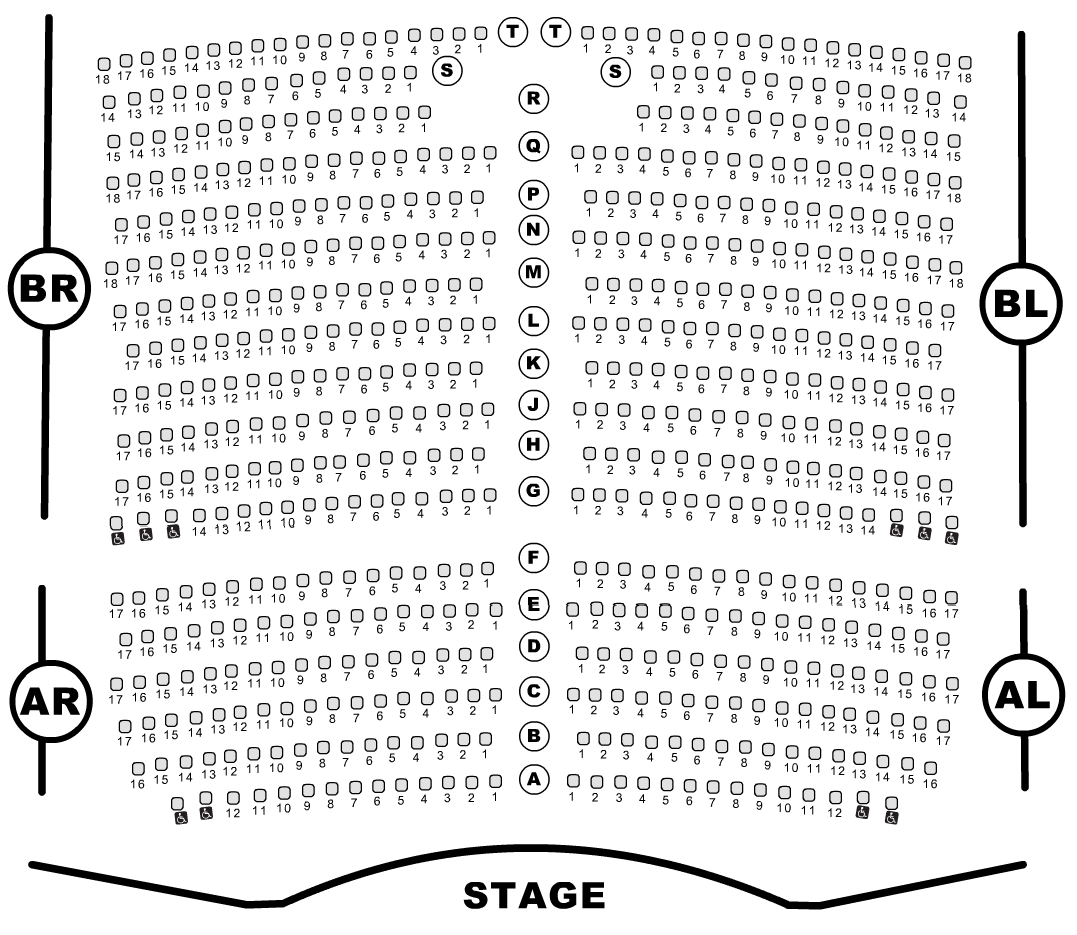 18 17 16 15 14 13 12 11 10 9 8 7 6 5 4 3 2 1 T T 1 2 3 4 5 6 7 8 9 10 11 12 13 14 15 16 17 18
14 13 12 11 10 9 8 7 6 5 4 3 2 1 S S 1 2 3 4 5 6 7 8 9 10 11 12 13 14
15 14 13 12 11 10 9 8 7 6 5 4 3 2 1 R 1 2 3 4 5 6 7 8 9 10 11 12 13 14 15
18 17 16 15 14 13 12 11 10 9 8 7 6 5 4 3 2 1 Q 1 2 3 4 5 6 7 8 9 10 11 12 13 14 15 16 17 18
17 16 15 14 13 12 11 10 9 8 7 6 5 4 3 2 1 P 1 2 3 4 5 6 7 8 9 10 11 12 13 14 15 16 17
18 17 16 15 14 13 12 11 10 9 8 7 6 5 4 3 2 1 N 1 2 3 4 5 6 7 8 9 10 11 12 13 14 15 16 17 18
BR
BL
17 16 15 14 13 12 11 10 9 8 7 6 5 4 3 2 1 M 1 2 3 4 5 6 7 8 9 10 11 12 13 14 15 16 17
17 16 15 14 13 12 11 10 9 8 7 6 5 4 3 2 1 L 1 2 3 4 5 6 7 8 9 10 11 12 13 14 15 16 17
17 16 15 14 13 12 11 10 9 8 7 6 5 4 3 2 1 K 1 2 3 4 5 6 7 8 9 10 11 12 13 14 15 16 17
17 16 15 14 13 12 11 10 9 8 7 6 5 4 3 2 1 J 1 2 3 4 5 6 7 8 9 10 11 12 13 14 15 16 17
17 16 15 14 13 12 11 10 9 8 7 6 5 4 3 2 1 H 1 2 3 4 5 6 7 8 9 10 11 12 13 14 15 16 17
14 13 12 11 10 9 8 7 6 5 4 3 2 1 G 1 2 3 4 5 6 7 8 9 10 11 12 13 14
17 16 15 14 13 12 11 10 9 8 7 6 5 4 3 2 1 F 1 2 3 4 5 6 7 8 9 10 11 12 13 14 15 16 17
17 16 15 14 13 12 11 10 9 8 7 6 5 4 3 2 1 E 1 2 3 4 5 6 7 8 9 10 11 12 13 14 15 16 17
17 16 15 14 13 12 11 10 9 8 7 6 5 4 3 2 1 D 1 2 3 4 5 6 7 8 9 10 11 12 13 14 15 16 17
AR
AL
17 16 15 14 13 12 11 10 9 8 7 6 5 4 3 2 1 C 1 2 3 4 5 6 7 8 9 10 11 12 13 14 15 16 17
16 15 14 13 12 11 10 9 8 7 6 5 4 3 2 1 B 1 2 3 4 5 6 7 8 9 10 11 12 13 14 15 16
12 11 10 9 8 7 6 5 4 3 2 1 A 1 2 3 4 5 6 7 8 9 10 11 12
STAGE